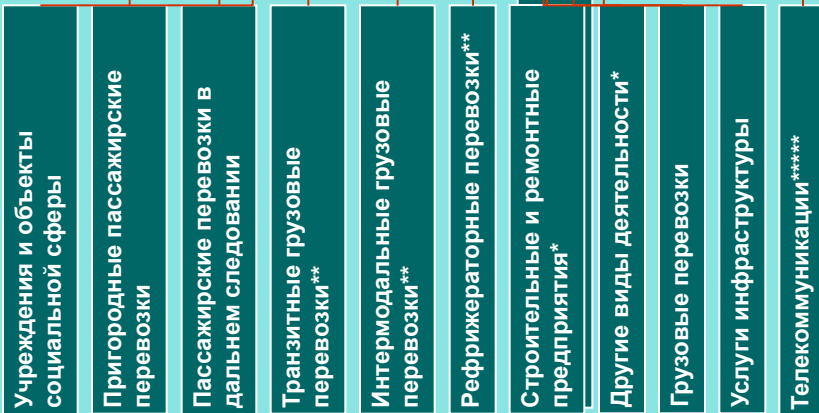 Учреждения и объекты
социальной сферы
Пригородные пассажирские
перевозки
Пассажирские перевозки в
дальнем следовании
Транзитные грузовые
перевозки**
Интермодальные грузовые
перевозки**
Рефрижераторные перевозки**
Строительные и ремонтные
предприятия*
Другие виды деятельности*
Грузовые перевозки
Услуги инфраструктуры
Телекоммуникации*****